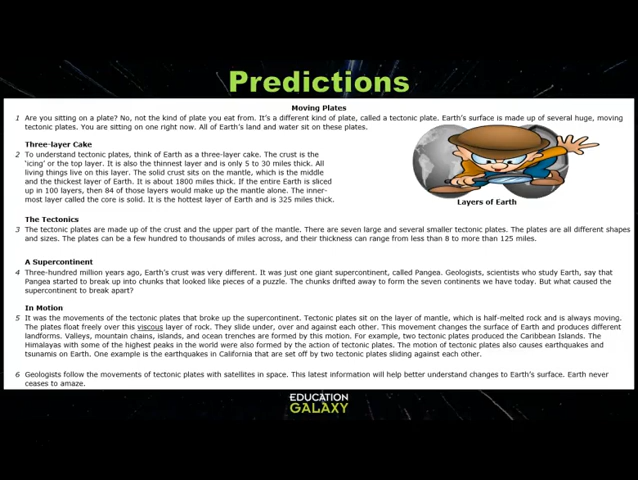 Predictions
Moving Plates
1 Are you sitting on a plate? No, not the kind of plate you eat from. It's a different kind of plate, called a tectonic plate. Earth's surface is made up of several huge, moving
tectonic plates. You are sitting on one right now. All of Earth's land and water sit on these plates.
Three-layer Cake
2 To understand tectonic plates, think of Earth as a three-layer cake. The crust is the
'icing' or the top layer. It is also the thinnest layer and is only 5 to 30 miles thick. All
living things live on this layer. The solid crust sits on the mantle, which is the middle
and the thickest layer of Earth. It is about 1800 miles thick. If the entire Earth is sliced
up in 100 layers, then 84 of those layers would make up the mantle alone. The inner-
most layer called the core is solid. It is the hottest layer of Earth and is 325 miles thick.
Layers of Earth
The Tectonics
3 The tectonic plates are made up of the crust and the upper part of the mantle. There are seven large and several smaller tectonic plates. The plates are all different shapes
and sizes. The plates can be a few hundred to thousands of miles across, and their thickness can range from less than 8 to more than 125 miles.
A Supercontinent
4 Three-hundred million years ago, Earth's crust was very different. It was just one giant supercontinent, called Pangea. Geologists, scientists who study Earth, say that
Pangea started to break up into chunks that looked like pieces of a puzzle. The chunks drifted away to form the seven continents we have today. But what caused the
supercontinent to break apart?
In Motion
5 It was the movements of the tectonic plates that broke up the supercontinent. Tectonic plates sit on the layer of mantle, which is half-melted rock and is always moving.
The plates float freely over this viscous layer of rock. They slide under, over and against each other. This movement changes the surface of Earth and produces different
landforms. Valleys, mountain chains, islands, and ocean trenches are formed by this motion. For example, two tectonic plates produced the Caribbean Islands. The
Himalayas with some of the highest peaks in the world were also formed by the action of tectonic plates. The motion of tectonic plates also causes earthquakes and
tsunamis on Earth. One example is the earthquakes in California that are set off by two tectonic plates sliding against each other.
6 Geologists follow the movements of tectonic plates with satellites in space. This latest information will help better understand changes to Earth's surface. Earth never
ceases to amaze.
EDUCATION
GALAXY